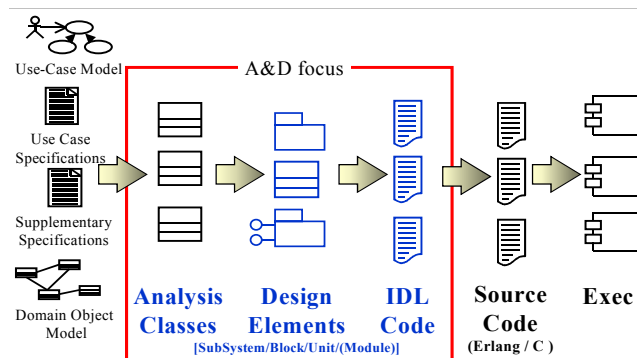 A&D focus
Use-Case Model
Use Case
Specifications
Supplementary
Specifications
Domain Object
Model
Analysis
Classes
Design
Elements
[SubSystem/Block/Unit/(Module)]
IDL
Code
Source
Code
(Erlang / C )
Exec